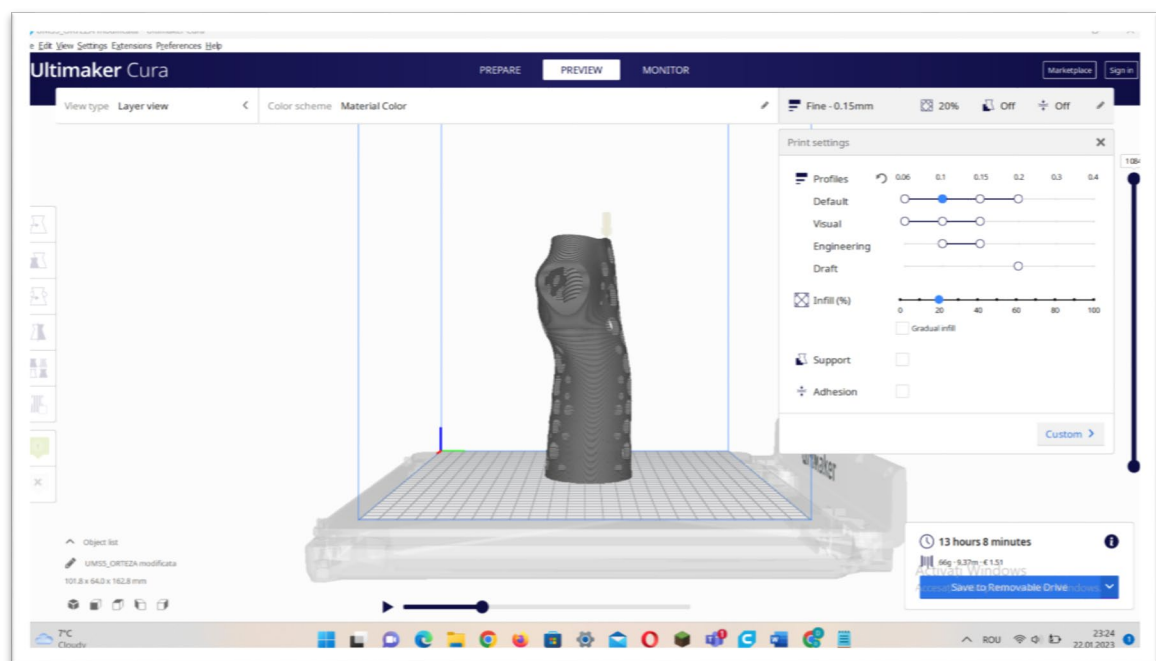 e Edit View Settings Extensions Preferences Help
Ultimaker Cura
PREPARE PREVIEW MONITOR
Marketplace Sign in
View type Layer view
Color scheme Material Color
Fine - 0.15mm 20% Off Off
Print settings
Profiles 0.06 0.1 0.15 0.2 0.3 0.4
Default
Visual
Engineering
Draft
Infill (%)
0 20 40 60 80 100
Gradual infill
Support
Adhesion
Custom
Object list
UMS5_ORTEZA modificata
101.8 x 64.0 x 162.8 mm
13 hours 8 minutes
66g · 9.37m · € 1.51
Activati Windows
Save to Removable Drive
7°C
Cloudy
ROU
23:24
22.01.2023
1